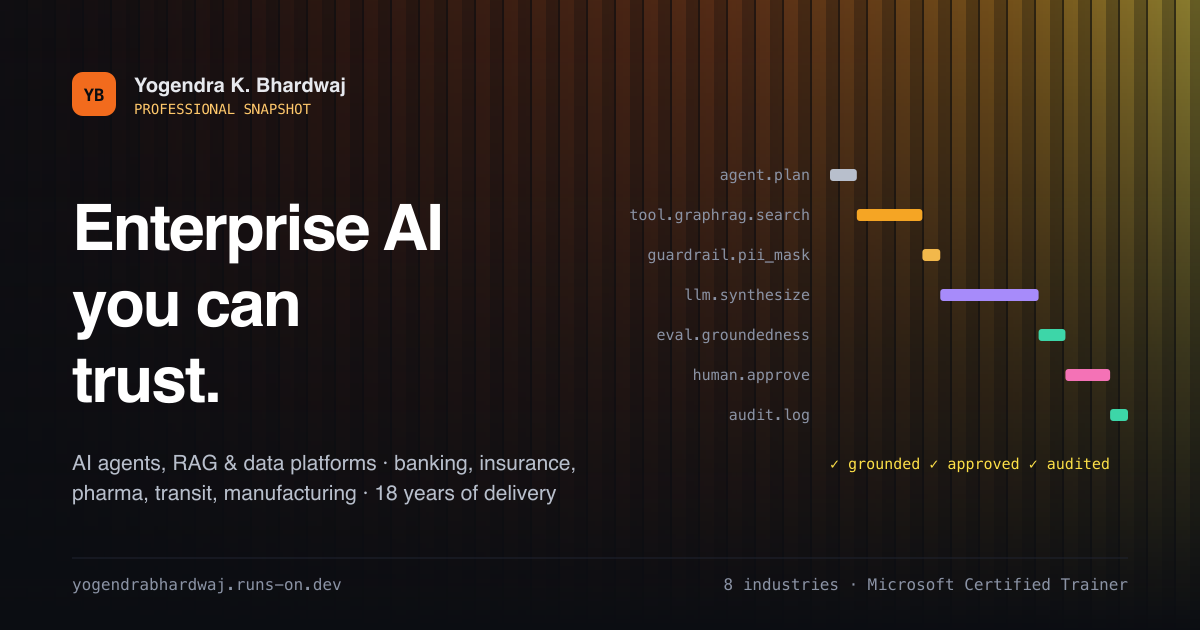 YB
Yogendra K. Bhardwaj
PROFESSIONAL SNAPSHOT
Enterprise AI
you can
trust.
AI agents, RAG & data platforms · banking, insurance,
pharma, transit, manufacturing · 18 years of delivery
agent.plan
tool.graphrag.search
guardrail.pii_mask
llm.synthesize
eval.groundedness
human.approve
audit.log
✓ grounded ✓ approved ✓ audited
yogendrabhardwaj.runs-on.dev
8 industries · Microsoft Certified Trainer